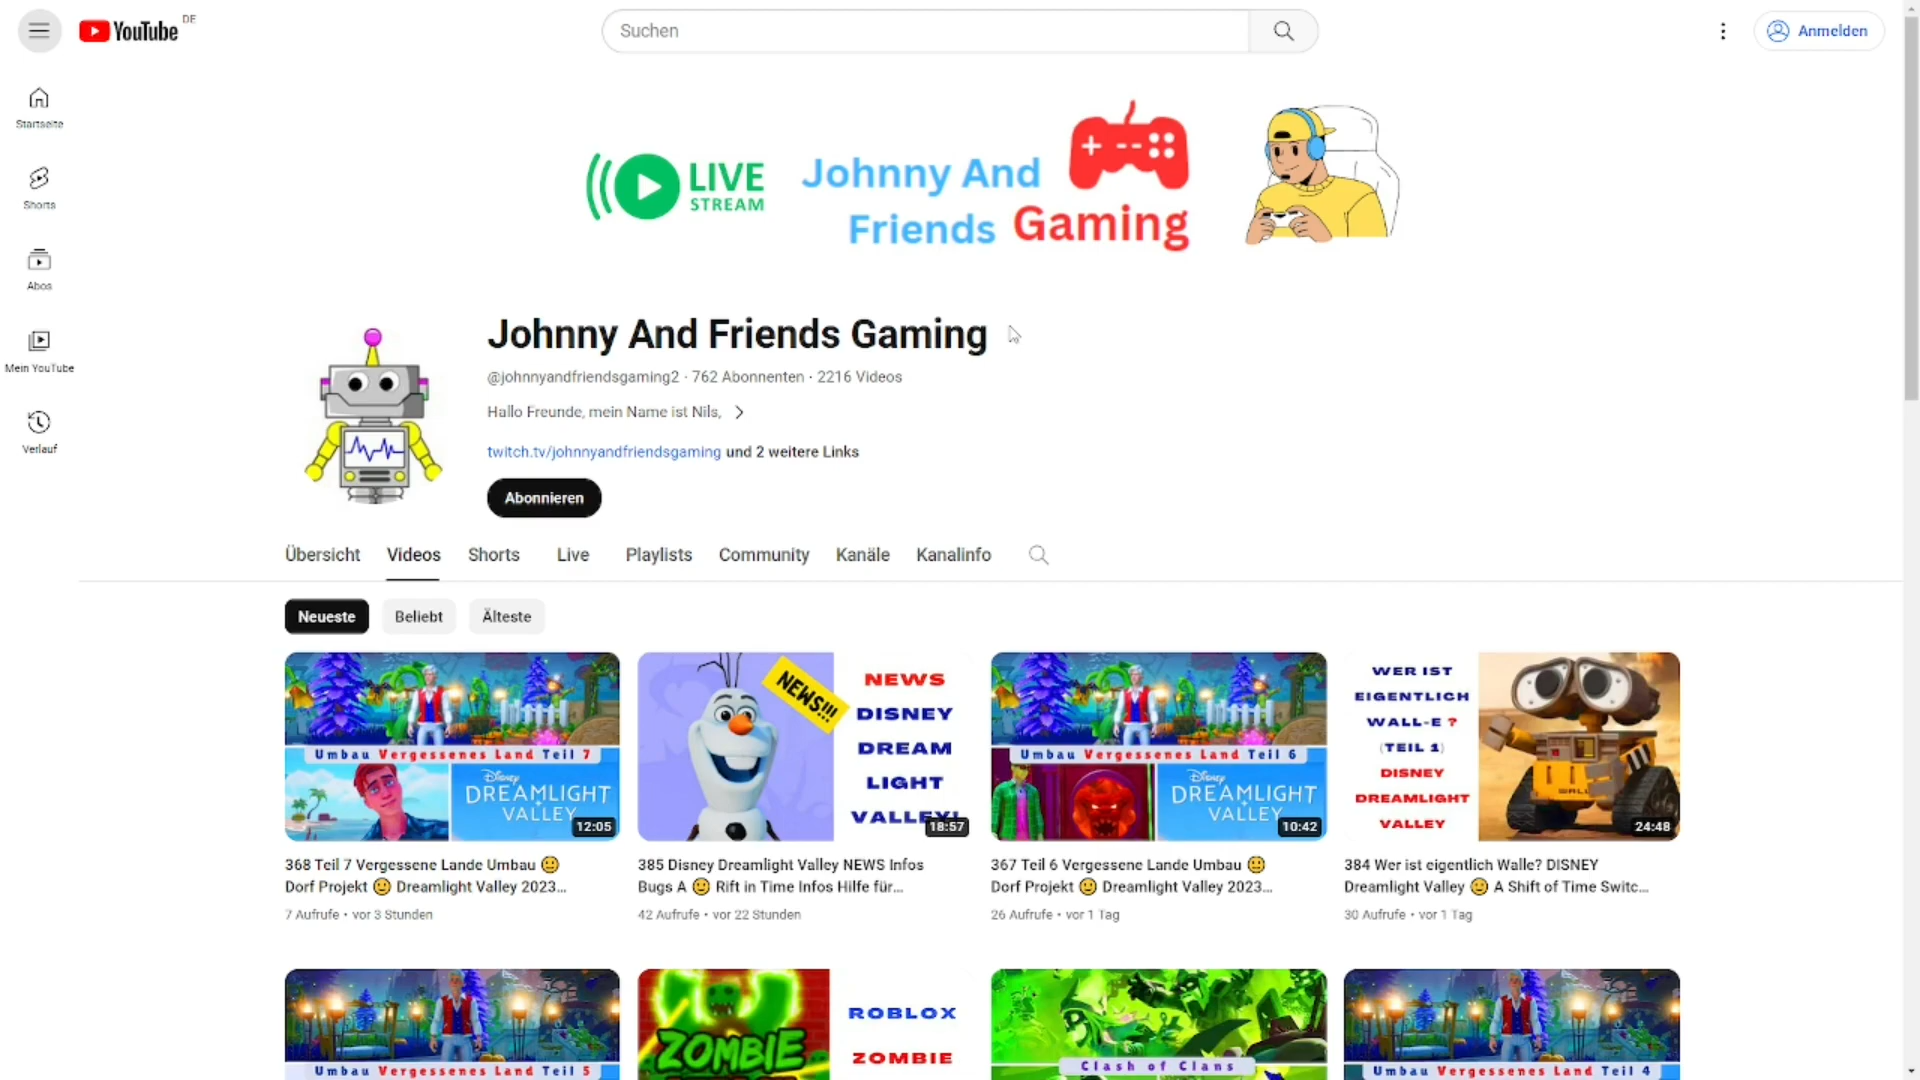 YouTube DE
Suchen
Anmelden
Startseite
Shorts
Abos
Mein YouTube
Verlauf
LIVE
STREAM
Johnny And
Friends Gaming
Johnny And Friends Gaming
@johnnyandfriendsgaming2 · 762 Abonnenten · 2216 Videos
Hallo Freunde, mein Name ist Nils,
twitch.tv/johnnyandfriendsgaming und 2 weitere Links
Abonnieren
Übersicht Videos Shorts Live Playlists Community Kanäle Kanalinfo
Neueste Beliebt Älteste
Umbau Vergessenes Land Teil 7
Disney
DREAMLIGHT
VALLEY
12:05
368 Teil 7 Vergessene Lande Umbau 🙂
Dorf Projekt 🙂 Dreamlight Valley 2023...
7 Aufrufe • vor 3 Stunden
NEWS!!!
NEWS
DISNEY
DREAM
LIGHT
VALLEY!
18:57
385 Disney Dreamlight Valley NEWS Infos
Bugs A 🙂 Rift in Time Infos Hilfe für...
42 Aufrufe • vor 22 Stunden
Umbau Vergessenes Land Teil 6
Disney
DREAMLIGHT
VALLEY
10:42
367 Teil 6 Vergessene Lande Umbau 🙂
Dorf Projekt 🙂 Dreamlight Valley 2023...
26 Aufrufe • vor 1 Tag
WER IST
EIGENTLICH
WALL-E ?
(TEIL 1)
DISNEY
DREAMLIGHT
VALLEY
WALL
24:48
384 Wer ist eigentlich Walle? DISNEY
Dreamlight Valley 🙂 A Shift of Time Switc...
30 Aufrufe • vor 1 Tag
Umbau Vergessenes Land Teil 5
ZOMBIE
ROBLOX
ZOMBIE
Clash of Clans
Umbau Vergessenes Land Teil 4